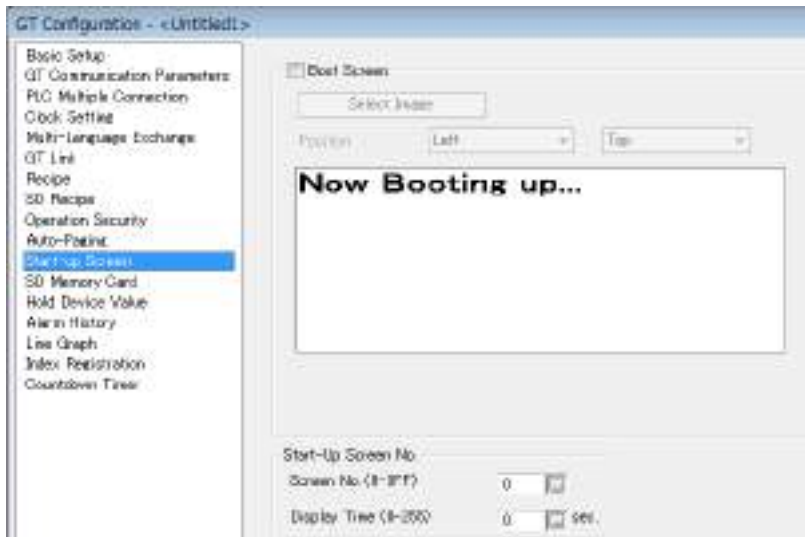 GT Configuration - <Untitled1>
Basic Setup
GT Communication Parameters
PLC Multiple Connection
Clock Setting
Multi-language Exchange
GT Link
Recipe
SD Recipe
Operation Security
Auto-Paging
Start-up Screen
SD Memory Card
Hold Device Value
Alarm History
Line Graph
Index Registration
Countdown Timer
Boot Screen
Select Image
Position
Left
Top
Now Booting up...
Start-Up Screen No.
Screen No. (0-3FF)
0
Display Time (0-255)
0
sec.